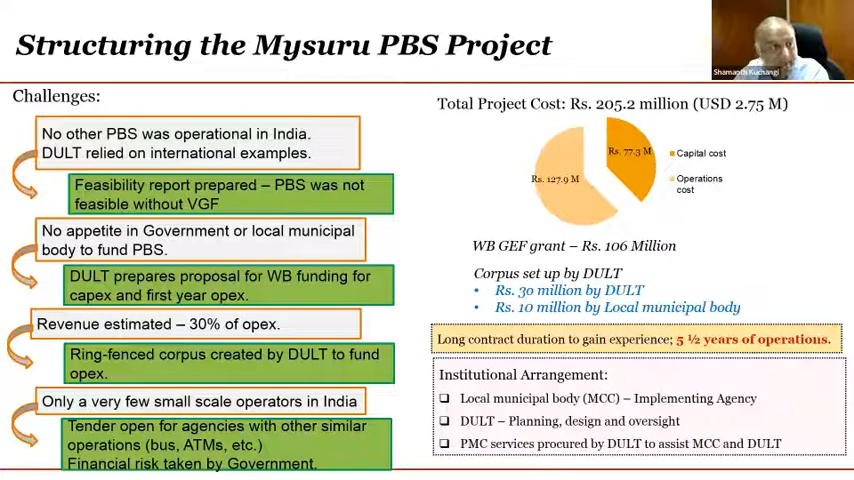 Structuring the Mysuru PBS Project
Shamanth Kuchangi
Challenges:
No other PBS was operational in India.
DULT relied on international examples.
Feasibility report prepared – PBS was not
feasible without VGF
No appetite in Government or local municipal
body to fund PBS.
DULT prepares proposal for WB funding for
capex and first year opex.
Revenue estimated – 30% of opex.
Ring-fenced corpus created by DULT to fund
opex.
Only a very few small scale operators in India
Tender open for agencies with other similar
operations (bus, ATMs, etc.)
Financial risk taken by Government.
Total Project Cost: Rs. 205.2 million (USD 2.75 M)
Rs. 77.3 M
Rs. 127.9 M
Capital cost
Operations
cost
WB GEF grant – Rs. 106 Million
Corpus set up by DULT
• Rs. 30 million by DULT
• Rs. 10 million by Local municipal body
Long contract duration to gain experience; 5 ½ years of operations.
Institutional Arrangement:
❑ Local municipal body (MCC) – Implementing Agency
❑ DULT – Planning, design and oversight
❑ PMC services procured by DULT to assist MCC and DULT